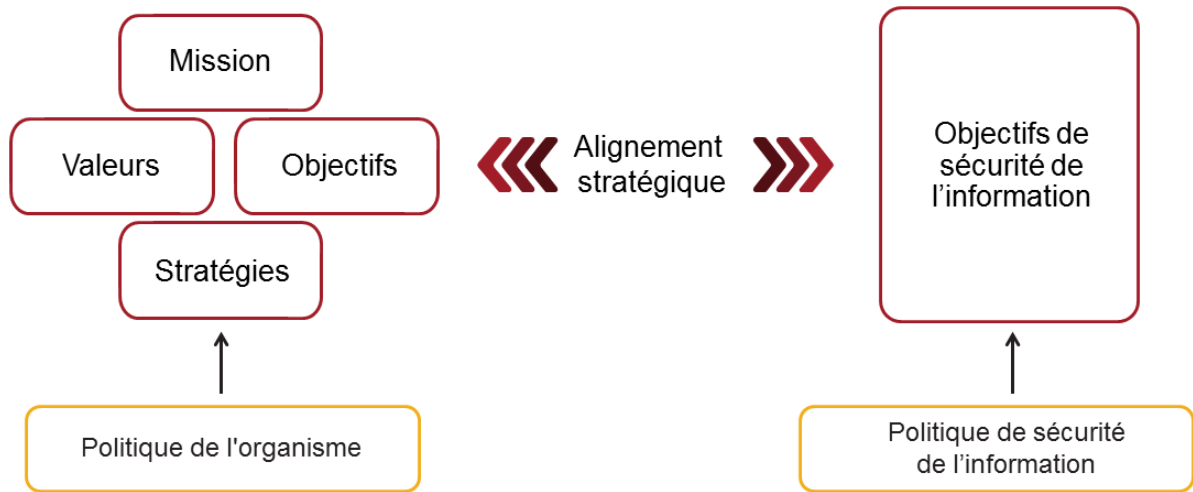 Mission
Valeurs
Objectifs
Stratégies
Politique de l'organisme
Alignement
stratégique
Objectifs de
sécurité de
l’information
Politique de sécurité
de l’information